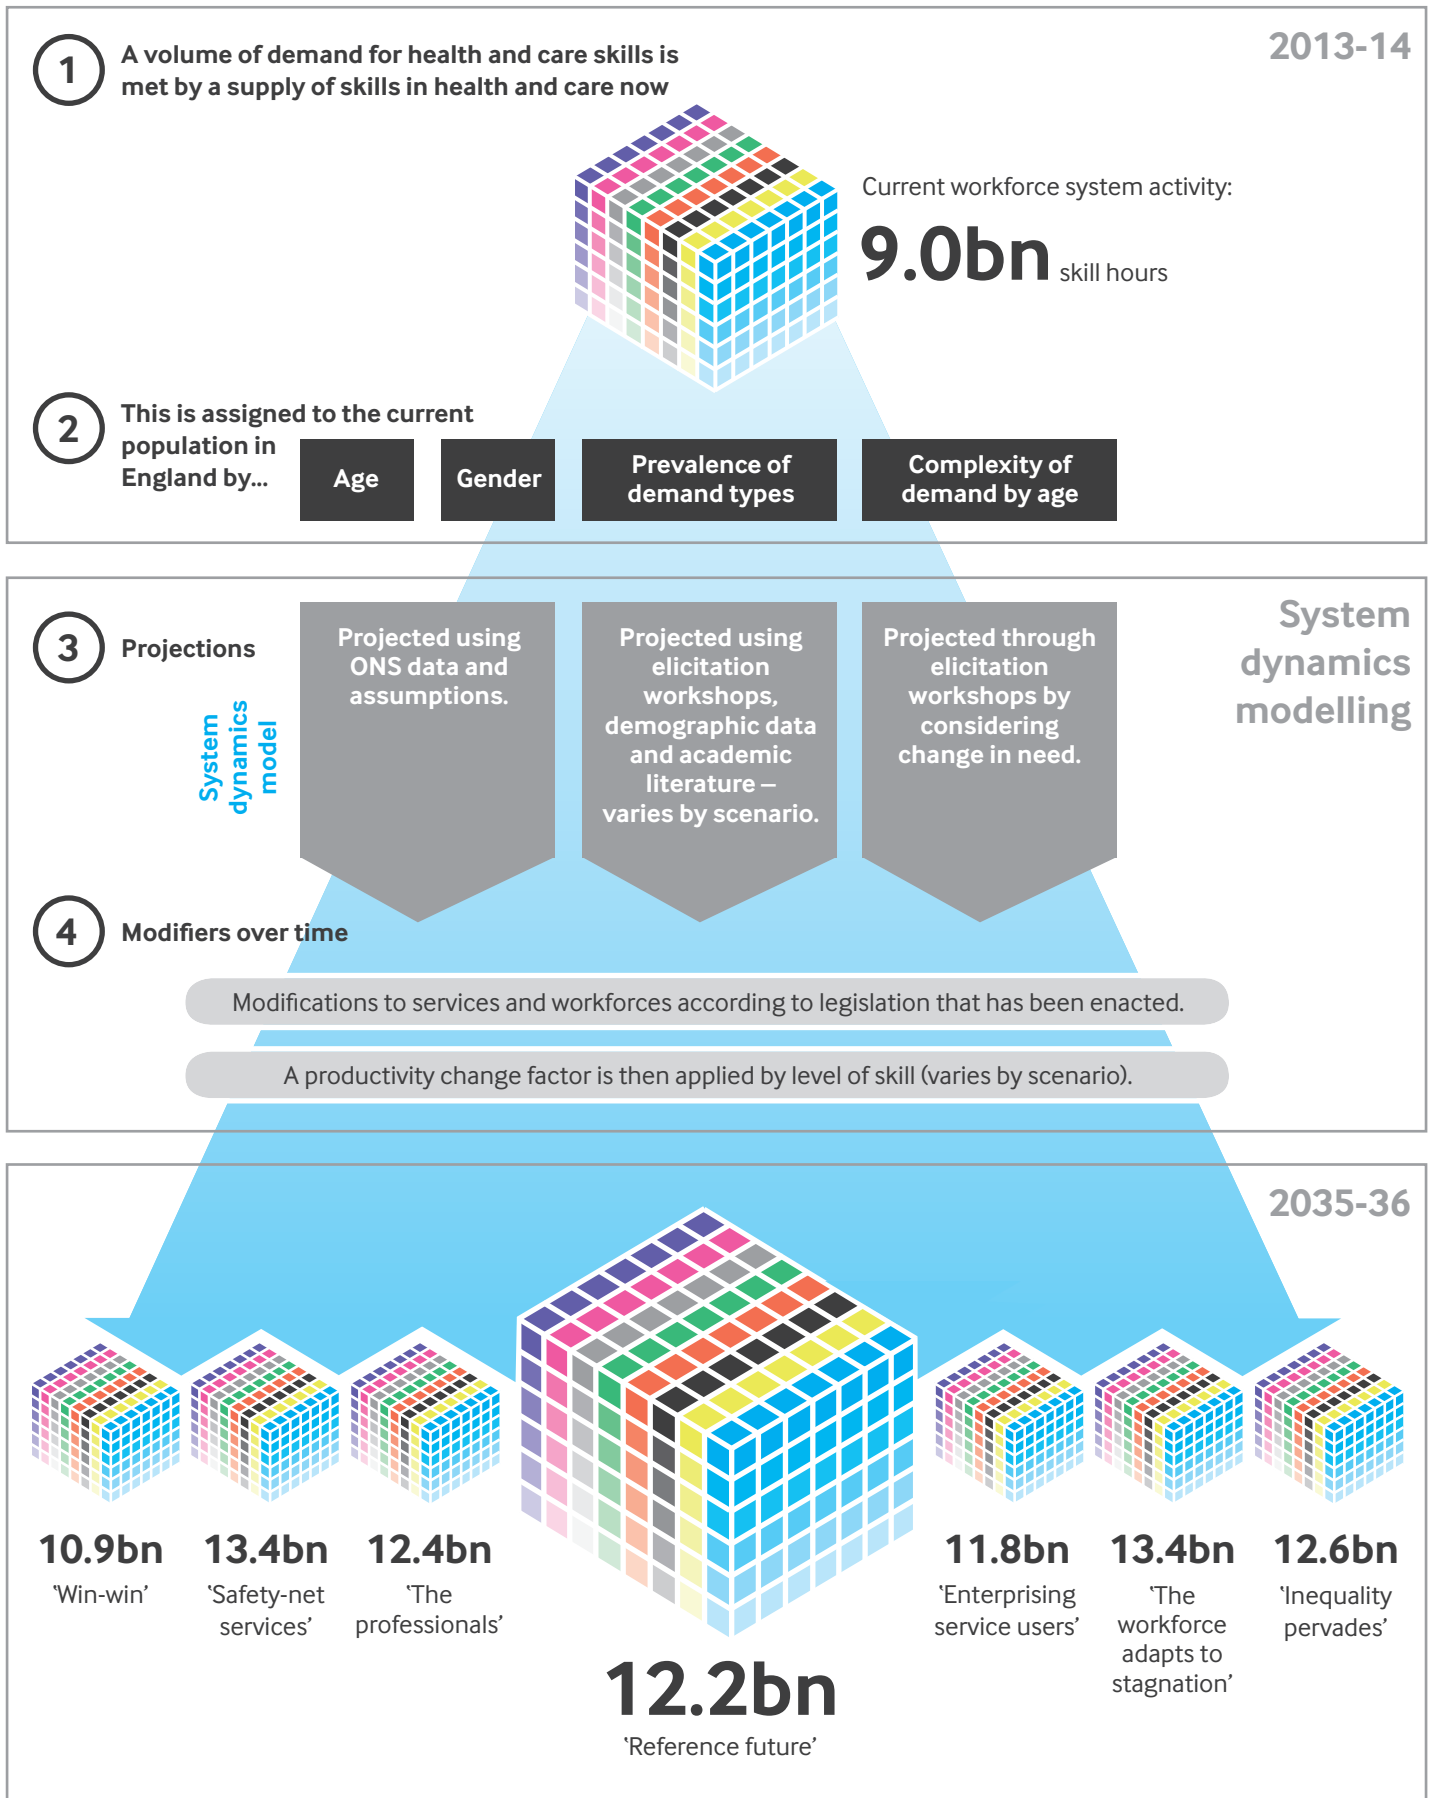 2013-14
1
A volume of demand for health and care skills is
met by a supply of skills in health and care now
Current workforce system activity:
9.0bn skill hours
2
This is assigned to the current
population in
England by...
Age
Gender
Prevalence of
demand types
Complexity of
demand by age
System
dynamics
modelling
3
Projections
System
dynamics
model
Projected using
ONS data and
assumptions.
Projected using
elicitation
workshops,
demographic data
and academic
literature –
varies by scenario.
Projected through
elicitation
workshops by
considering
change in need.
4
Modifiers over time
Modifications to services and workforces according to legislation that has been enacted.
A productivity change factor is then applied by level of skill (varies by scenario).
2035-36
10.9bn
‘Win-win’
13.4bn
‘Safety-net
services’
12.4bn
‘The
professionals’
12.2bn
‘Reference future’
11.8bn
‘Enterprising
service users’
13.4bn
‘The
workforce
adapts to
stagnation’
12.6bn
‘Inequality
pervades’